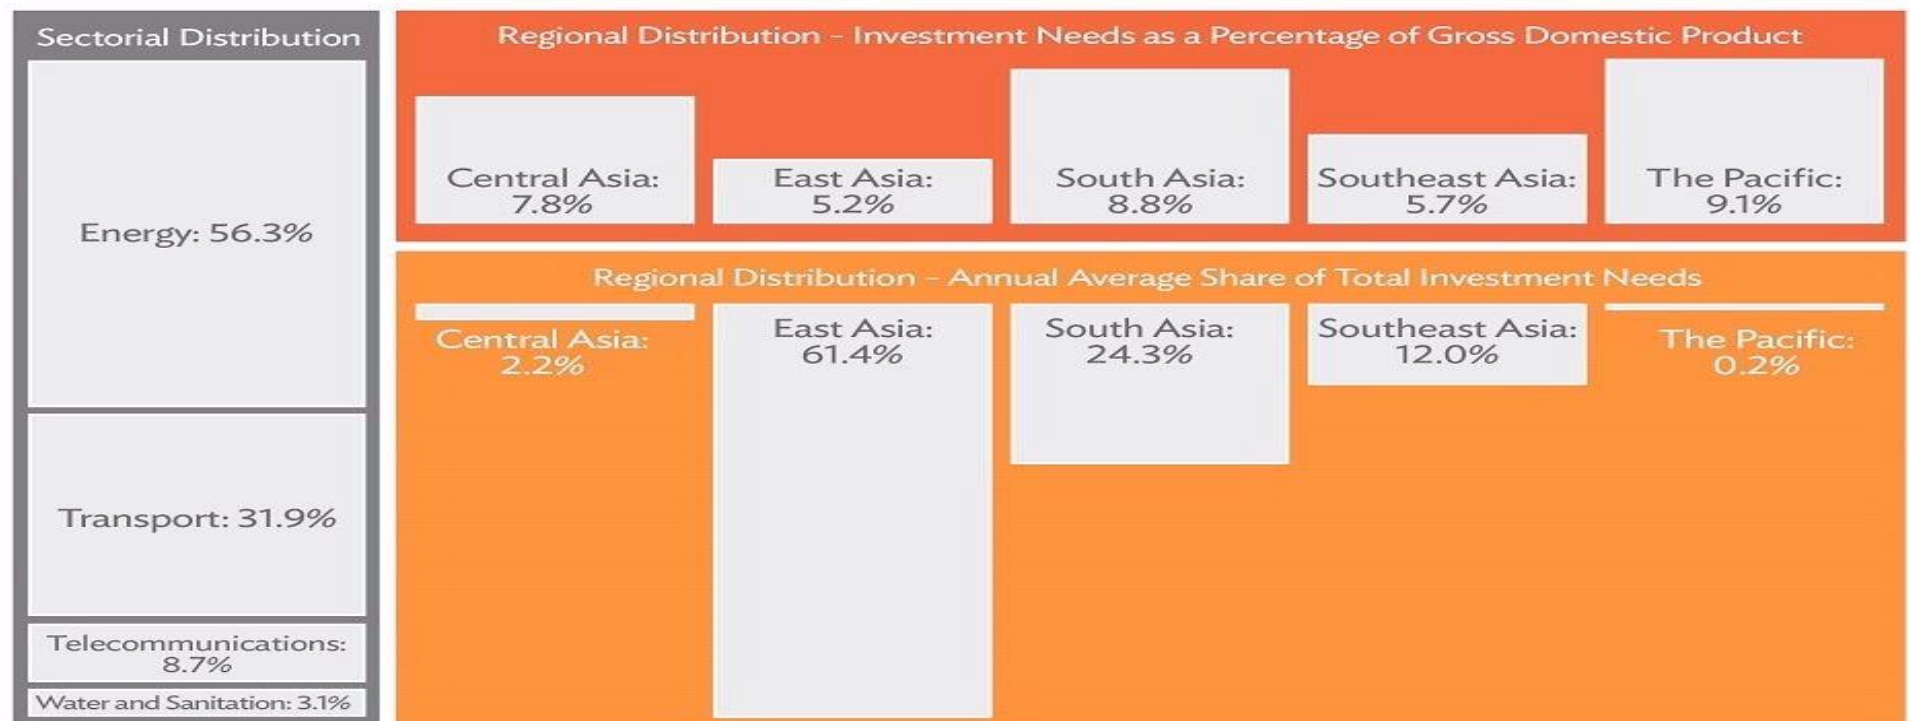 Sectorial Distribution
Energy: 56.3%
Transport: 31.9%
Telecommunications:
8.7%
Water and Sanitation: 3.1%
Regional Distribution – Investment Needs as a Percentage of Gross Domestic Product
Central Asia:
7.8%
East Asia:
5.2%
South Asia:
8.8%
Southeast Asia:
5.7%
The Pacific:
9.1%
Regional Distribution – Annual Average Share of Total Investment Needs
Central Asia:
2.2%
East Asia:
61.4%
South Asia:
24.3%
Southeast Asia:
12.0%
The Pacific:
0.2%